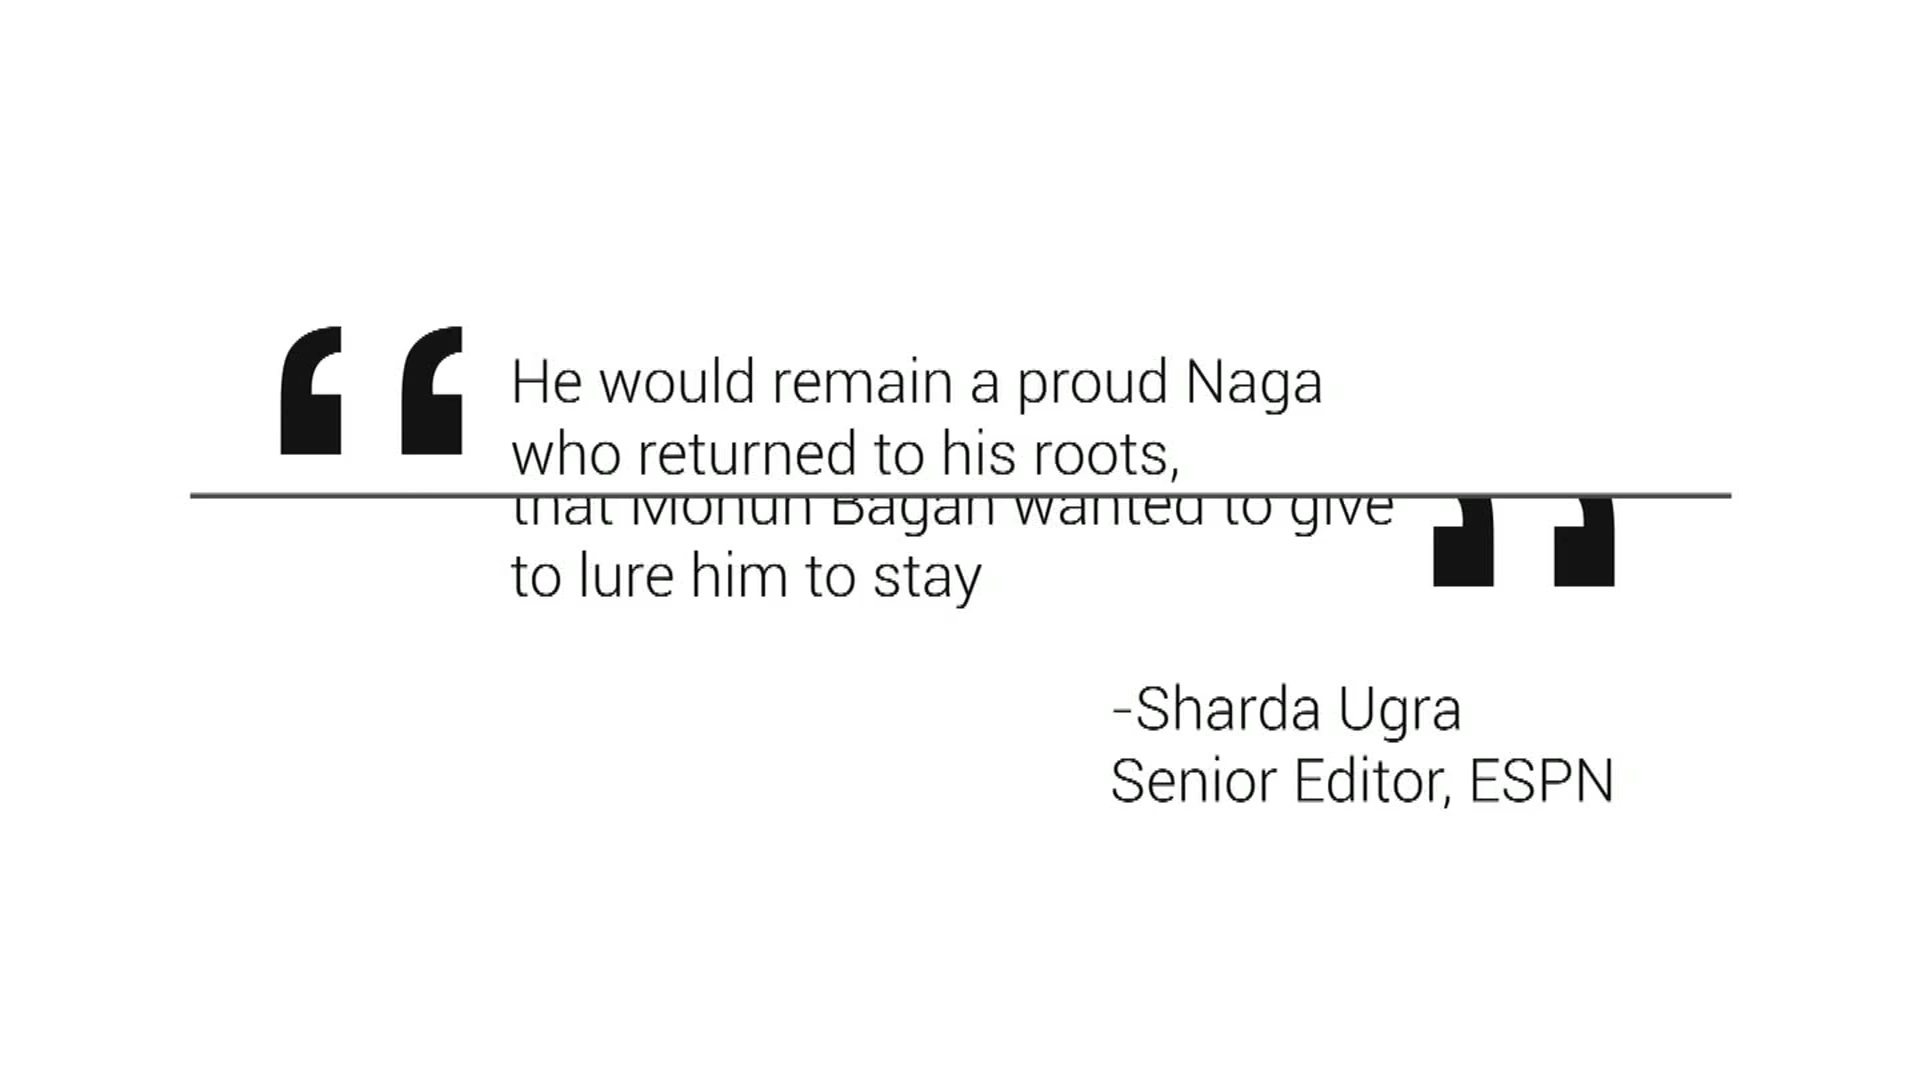 “ He would remain a proud Naga
who returned to his roots,
that Mohun Bagan wanted to give ”
to lure him to stay
-Sharda Ugra
Senior Editor, ESPN